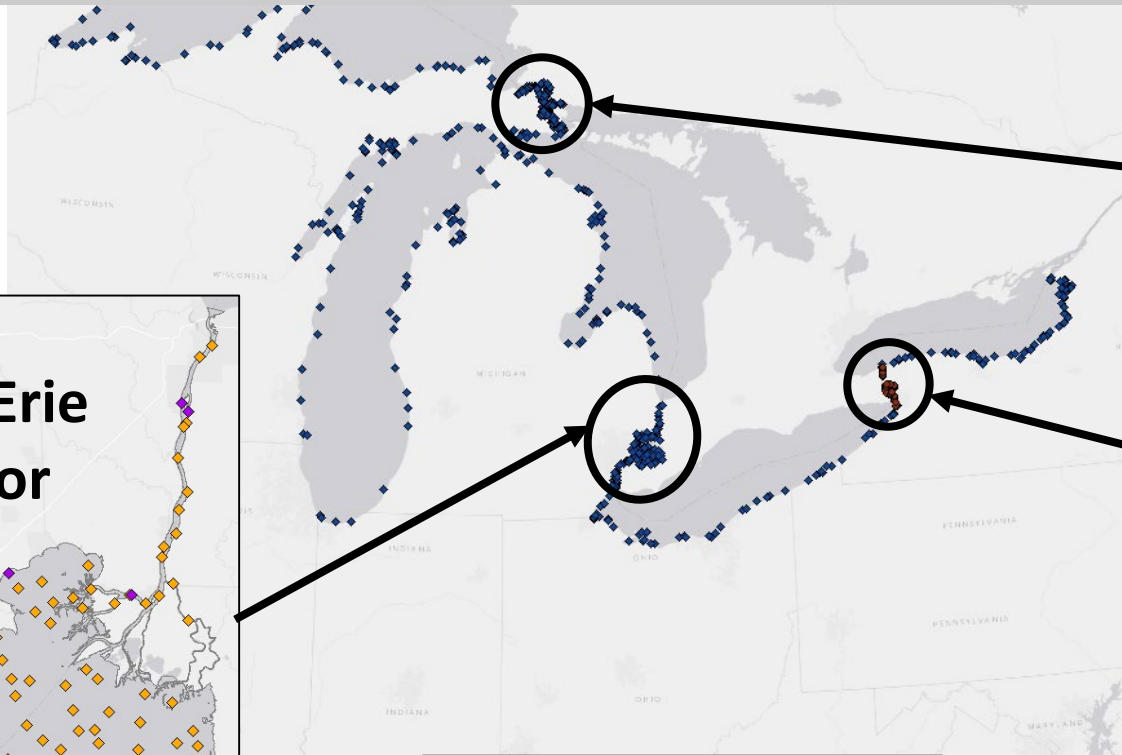 WISCONSIN
WISCONSIN
Erie
or
MICHIGAN
INDIANA
OHIO
PENNSYLVANIA
PENNSYLVANIA
OHIO
INDIANA
MARYLAND